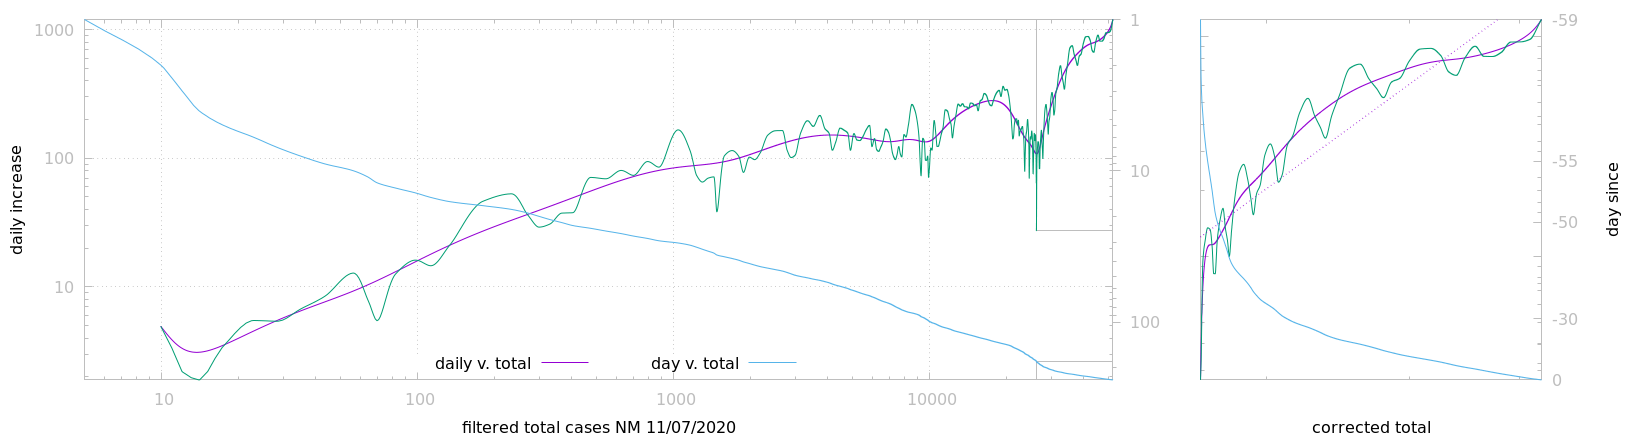 1000
100
10
daily increase
10
100
1000
10000
filtered total cases NM 11/07/2020
daily v. total
day v. total
1
10
100
-59
-55
-50
-30
0
day since
corrected total